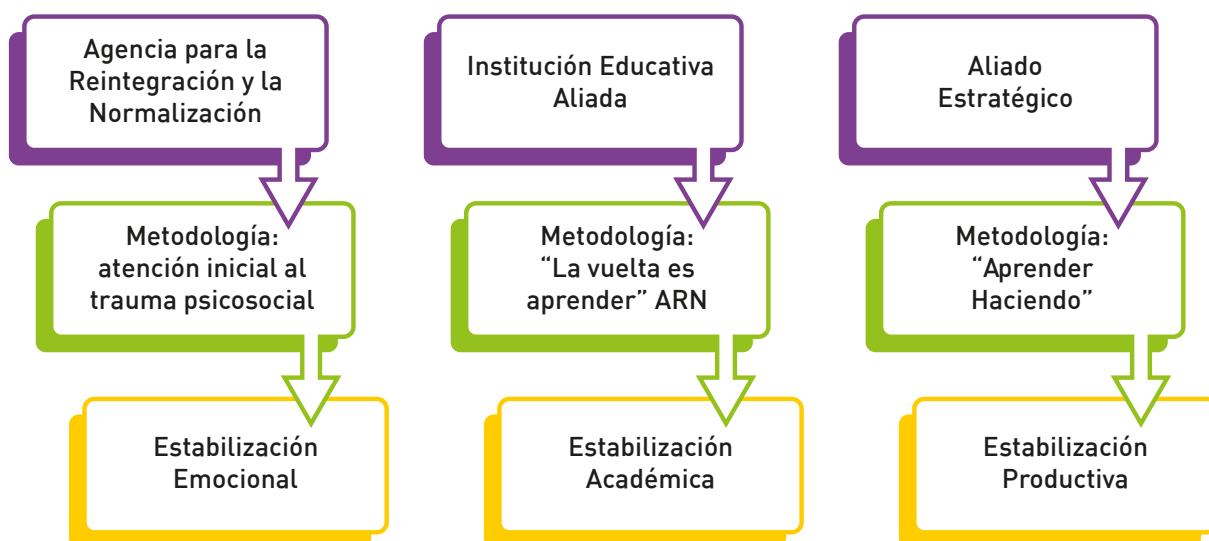 Agencia para la
Reintegración y la
Normalización
Institución Educativa
Aliada
Aliado
Estratégico
Metodología:
atención inicial al
trauma psicosocial
Metodología:
“La vuelta es
aprender” ARN
Metodología:
“Aprender
Haciendo”
Estabilización
Emocional
Estabilización
Académica
Estabilización
Productiva